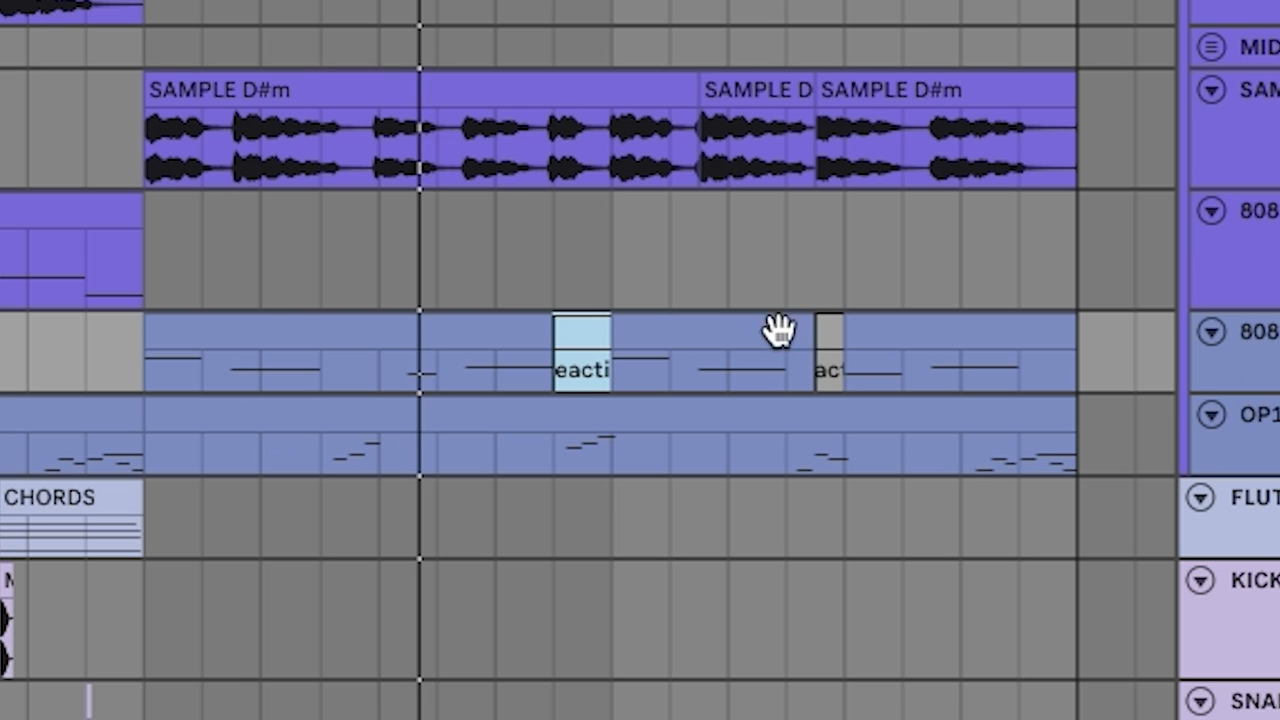 MID
SAMPLE D#m SAMPLE D SAMPLE D#m SAM
808
808
eacti act
OP1
CHORDS FLUT
KICK
SNA